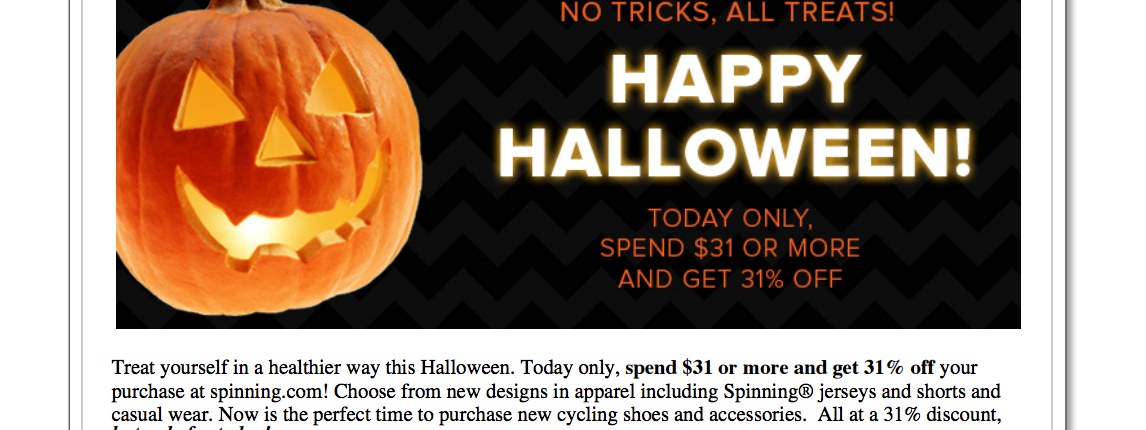 NO TRICKS, ALL TREATS!
HAPPY
HALLOWEEN!
TODAY ONLY,
SPEND $31 OR MORE
AND GET 31% OFF
Treat yourself in a healthier way this Halloween. Today only, spend $31 or more and get 31% off your
purchase at spinning.com! Choose from new designs in apparel including Spinning® jerseys and shorts and
casual wear. Now is the perfect time to purchase new cycling shoes and accessories.  All at a 31% discount,